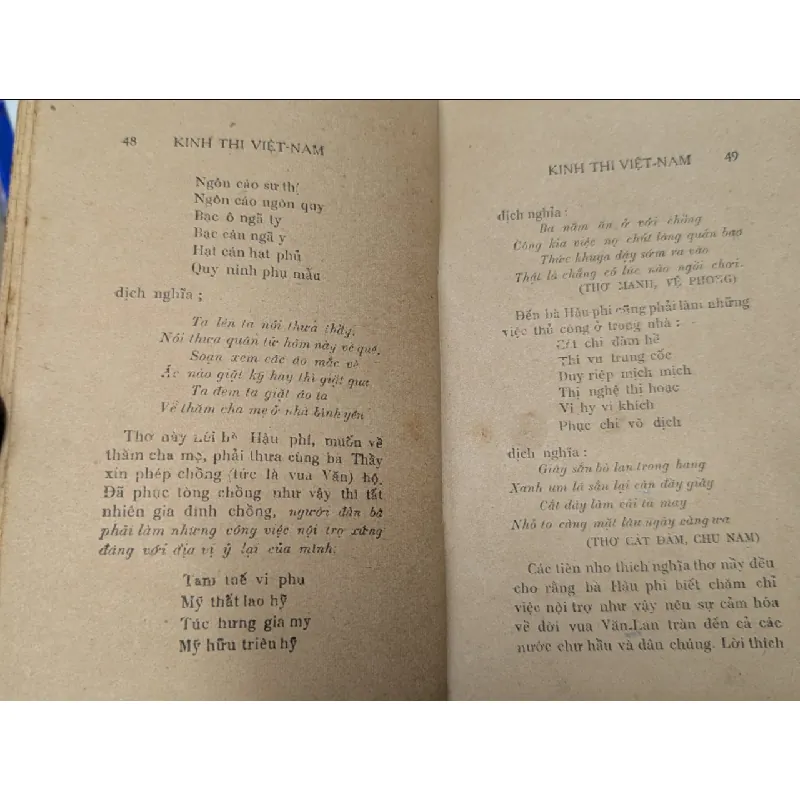 48 KINH THI VIỆT-NAM
Ngôn cáo sư thị
Ngôn cáo ngôn quy
Bạc ô ngã ty
Bạc cán ngã y
Hạt cán hạt phủ
Quy ninh phụ mẫu
dịch nghĩa ;
Ta lên ta nói thưa thầy,
Nói thưa quân tử hôm nảy về quê,
Soạn xem các áo mặc về
Ác nào giặt kỹ hay thì giặt qua
Ta đem ta giặt áo ta
Về thăm cha mẹ ở nhà bình yên
Thơ này Lời bề Hậu phi, muốn về
thăm cha mẹ, phải thưa cùng bà Thầy
xin phép chồng (tức là vua Văn) hộ.
Đã phục tòng chồng như vậy thì tất
nhiên gia đình chồng, người đàn bà
phải làm nhưng công việc nội trợ xứng
đáng với địa vị ỷ lại của mình:
Tam tuế vi phụ
Mỹ thất lao hỹ
Túc hưng gia my
Mỹ hữu triêu hỹ
KINH THI VIỆT-NAM 49
dịch nghĩa :
Ba năm ăn ở với chồng
Công kia việc nọ chút lòng quản bao
Thức khuya dậy sớm ra vào
Thật là chẳng có lúc nào ngồi chơi.
(THƠ MANH, VỆ PHONG)
Đến bà Hậu phi cũng phải làm những
việc thủ công ở trong nhà :
Cát chi đàm hề
Thi vu trung cốc
Duy riệp mịch mịch
Thị nghệ thị hoạc
Vi hy vi khích
Phục chi vô dịch
dịch nghĩa :
Giây sắn bò lan trong hang
Xanh um lá sắn lại càn dây giây
Cắt dây làm vải ta may
Nhỏ to càng mặt lâu ngày càng ưa
(THƠ CÁT ĐÀM, CHU NAM)
Các tiên nho thích nghĩa thơ nầy đều
cho rằng bà Hậu phi biết chăm chỉ
việc nội trợ như vậy nên sự cảm hóa
về đời vua Văn.Lan tràn đến cả các
nước chư hầu và dân chúng. Lời thích